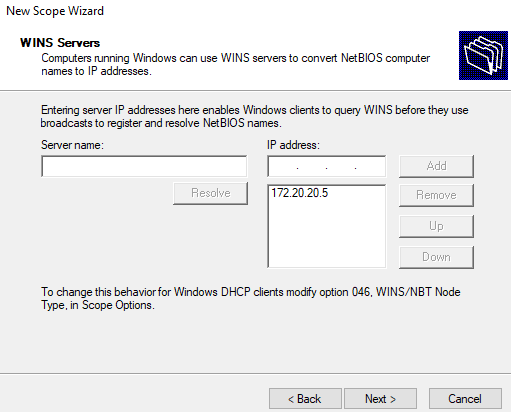 New Scope Wizard
WINS Servers
Computers running Windows can use WINS servers to convert NetBIOS computer
names to IP addresses.
Entering server IP addresses here enables Windows clients to query WINS before they use
broadcasts to register and resolve NetBIOS names.
Server name:
IP address:
. . .
Add
Resolve
172.20.20.5
Remove
Up
Down
To change this behavior for Windows DHCP clients modify option 046, WINS/NBT Node
Type, in Scope Options.
< Back
Next >
Cancel